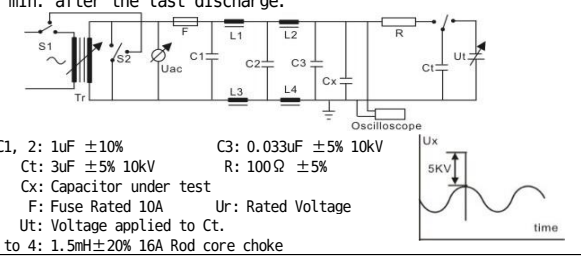 min. after the last discharge.
S1
S2
Tr
Uac
F
C1
L1
L2
C2
C3
Cx
L3
L4
R
Ct
Ut
Oscilloscope
C1, 2: 1uF ±10% C3: 0.033uF ±5% 10kV
Ct: 3uF ±5% 10kV R: 100Ω ±5%
Cx: Capacitor under test
F: Fuse Rated 10A Ur: Rated Voltage
Ut: Voltage applied to Ct.
to 4: 1.5mH±20% 16A Rod core choke
Ux
5KV
time